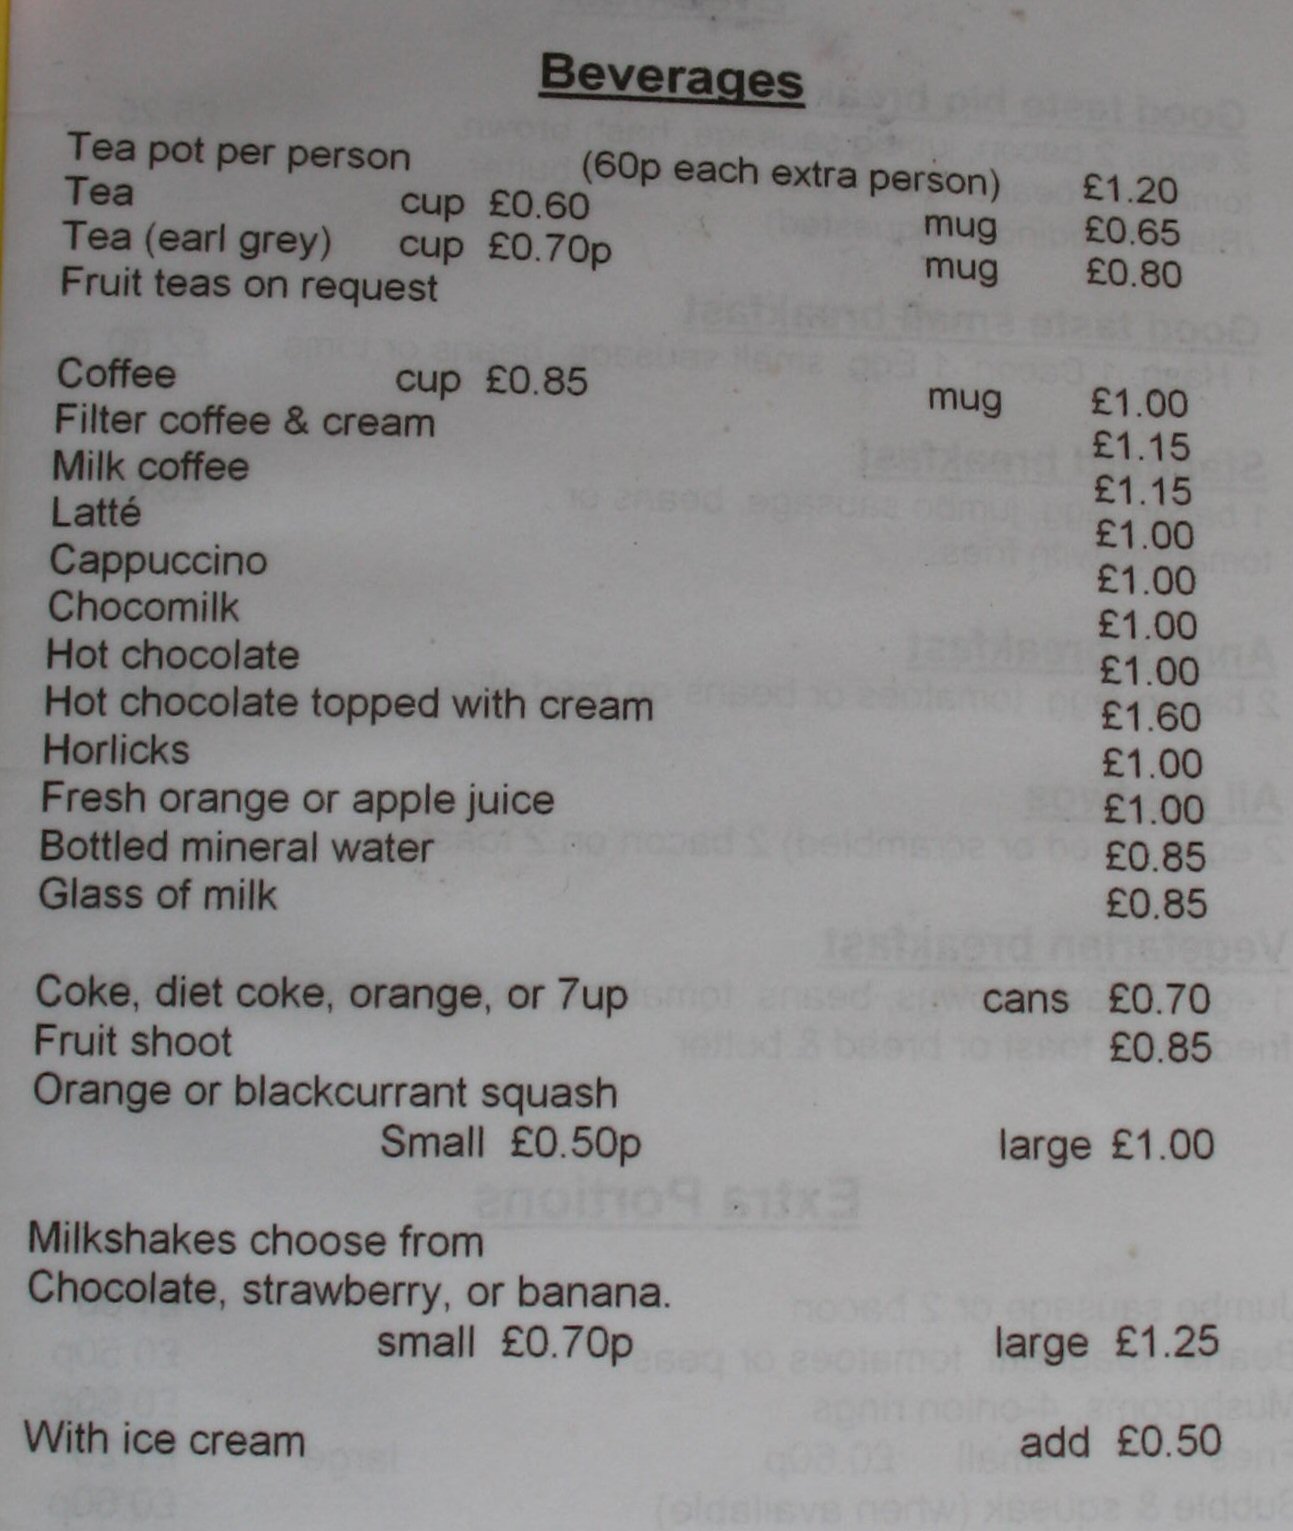 Beverages
Tea pot per person (60p each extra person) £1.20
Tea cup £0.60 mug £0.65
Tea (earl grey) cup £0.70p mug £0.80
Fruit teas on request
Coffee cup £0.85 mug £1.00
Filter coffee & cream £1.15
Milk coffee £1.15
Latté £1.00
Cappuccino £1.00
Chocomilk £1.00
Hot chocolate £1.00
Hot chocolate topped with cream £1.60
Horlicks £1.00
Fresh orange or apple juice £1.00
Bottled mineral water £0.85
Glass of milk £0.85
Coke, diet coke, orange, or 7up cans £0.70
Fruit shoot £0.85
Orange or blackcurrant squash
Small £0.50p large £1.00
Milkshakes choose from
Chocolate, strawberry, or banana.
small £0.70p large £1.25
With ice cream add £0.50